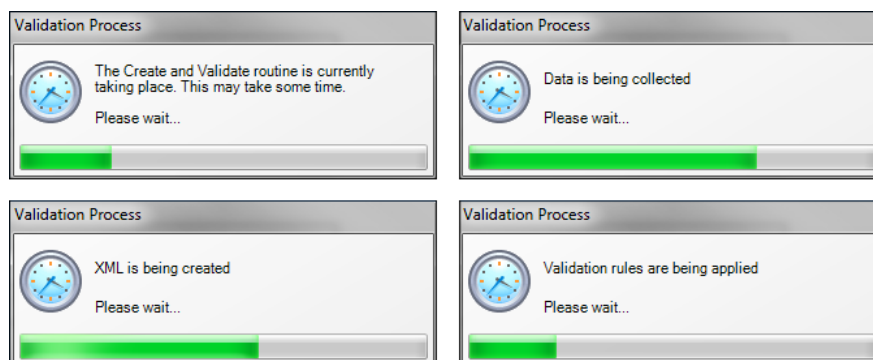 Validation Process
The Create and Validate routine is currently
taking place. This may take some time.
Please wait...
Validation Process
Data is being collected
Please wait...
Validation Process
XML is being created
Please wait...
Validation Process
Validation rules are being applied
Please wait...